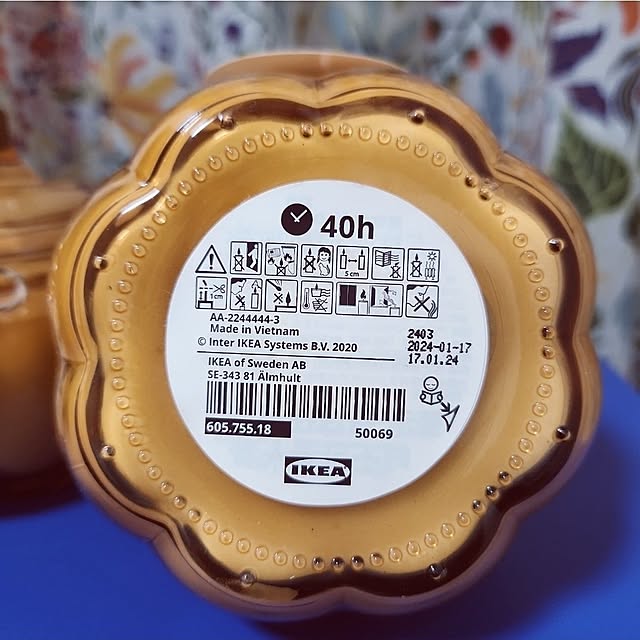 40h
5 cm
1cm
AA-2244444-3
Made in Vietnam
© Inter IKEA Systems B.V. 2020
2403
2024-01-17
17.01.24
IKEA of Sweden AB
SE-343 81 Älmhult
605.755.18
50069
IKEA